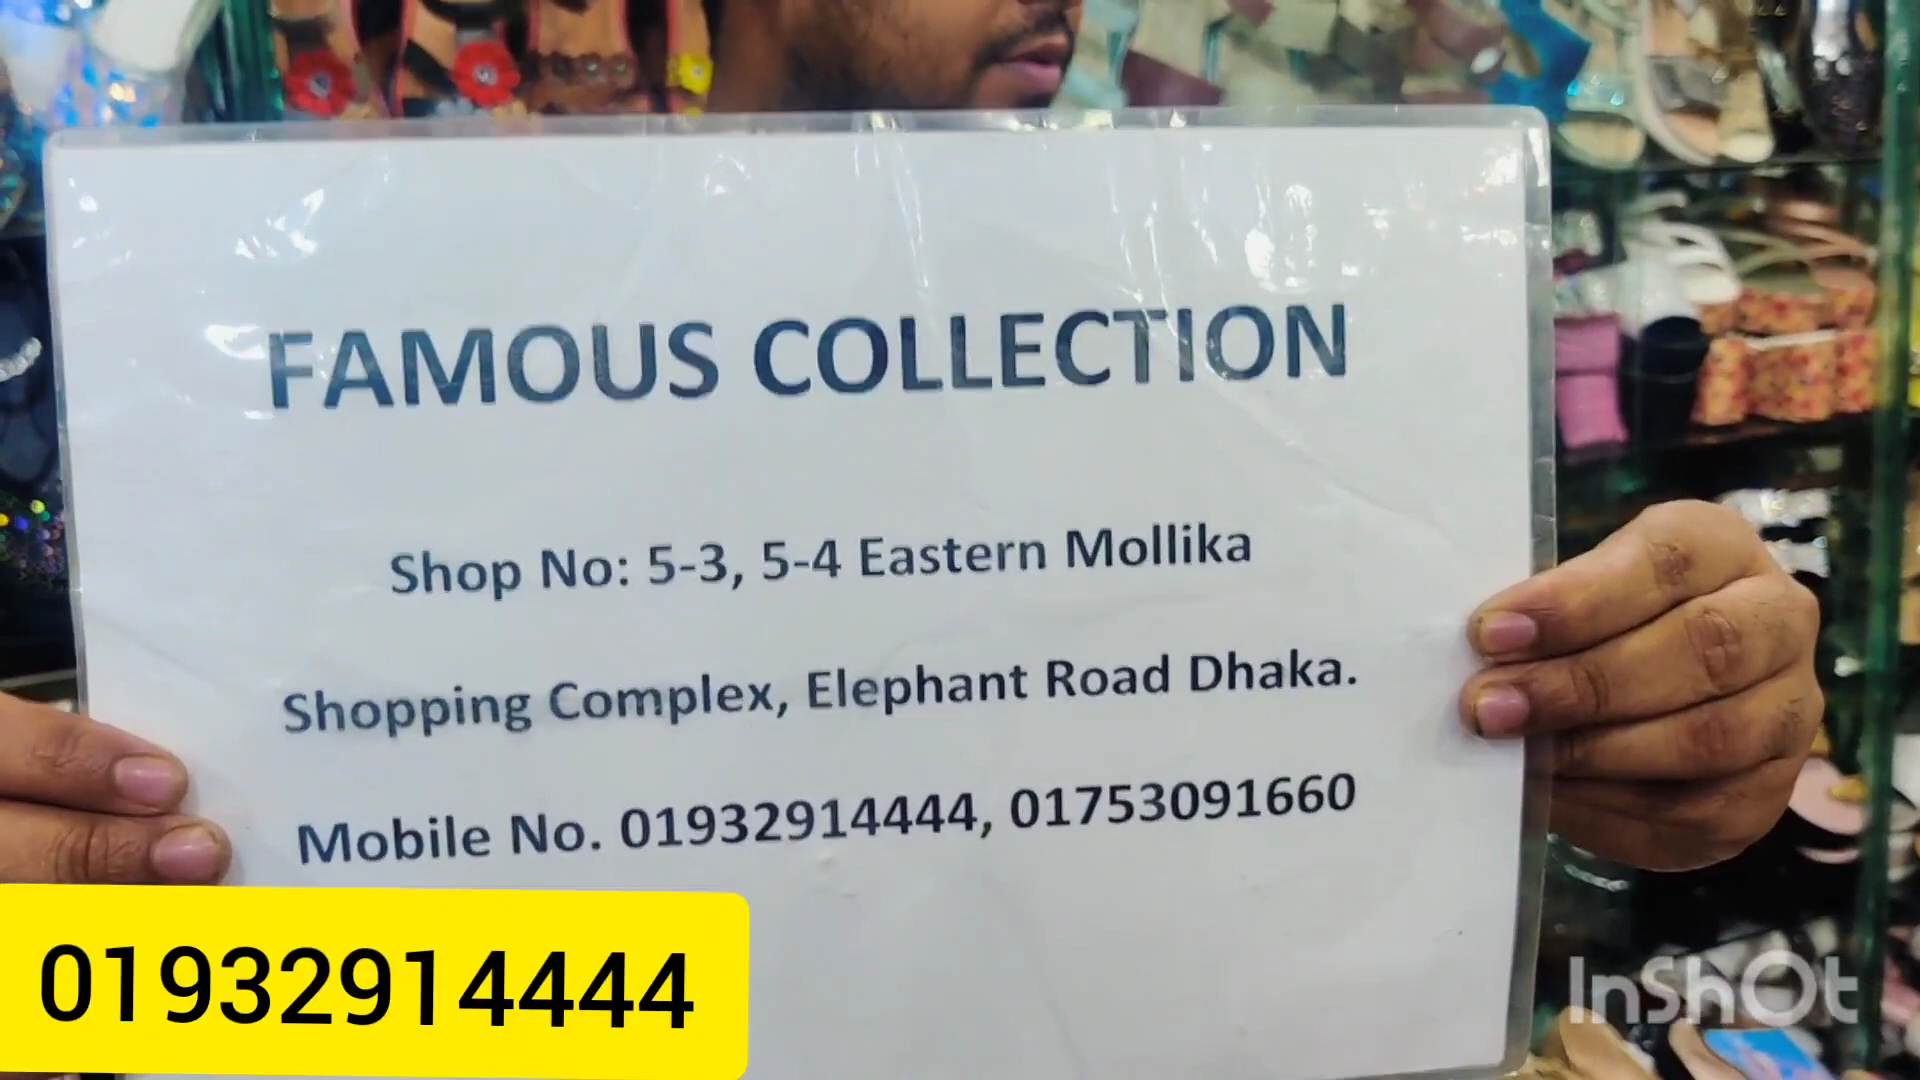 FAMOUS COLLECTION
Shop No: 5-3, 5-4 Eastern Mollika
Shopping Complex, Elephant Road Dhaka.
Mobile No. 01932914444, 01753091660
01932914444
InShOt